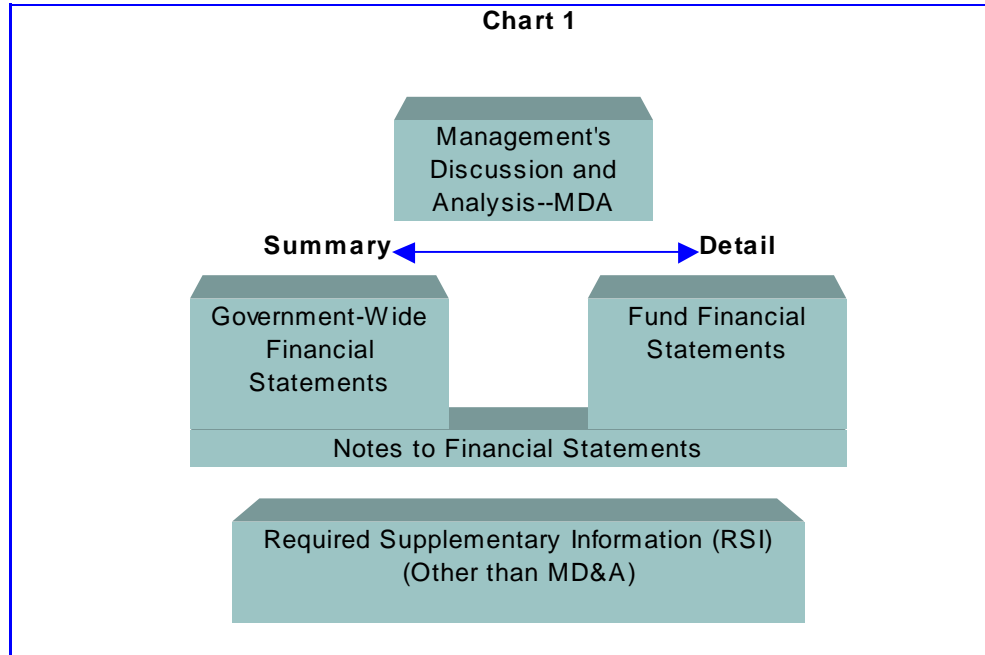 Chart 1
Management's
Discussion and
Analysis--MDA
Summary
Detail
Government-Wide
Financial
Statements
Fund Financial
Statements
Notes to Financial Statements
Required Supplementary Information (RSI)
(Other than MD&A)